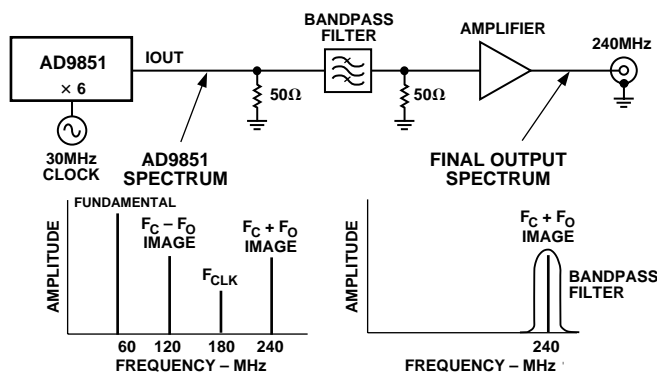 AD9851
× 6
IOUT
BANDPASS
FILTER
AMPLIFIER
240MHz
50Ω
50Ω
30MHz
CLOCK
AD9851
SPECTRUM
FINAL OUTPUT
SPECTRUM
AMPLITUDE
FUNDAMENTAL
FC – FO
IMAGE
FCLK
FC + FO
IMAGE
60 120 180 240
FREQUENCY – MHz
AMPLITUDE
FC + FO
IMAGE
BANDPASS
FILTER
240
FREQUENCY – MHz